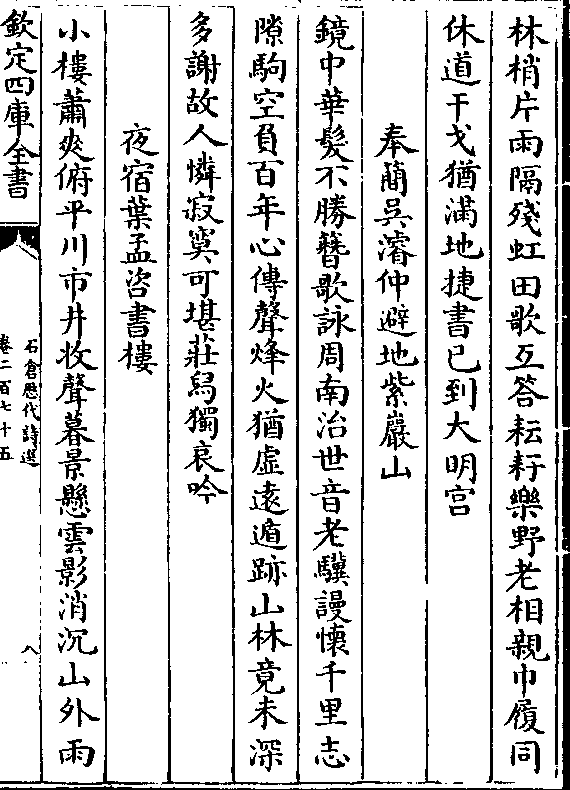 林梢片雨隔殘虹田歌互答耘耔樂野老相親巾履同
休道干戈猶滿地捷書已到大明宫
奉簡吳濬仲避地紫巖山
鏡中華髮不勝簪歌詠周南治世音老驥謾懷千里志
隙駒空負百年心傳聲烽火猶虛遠遁跡山林竟未深
多謝故人憐寂寞可堪莊舄獨哀吟
夜宿葉孟咨書樓
小樓蕭爽俯平川市井收聲暮景懸雲影消沉山外雨
欽定四庫全書
石倉歷代詩選
卷二百七十五
八